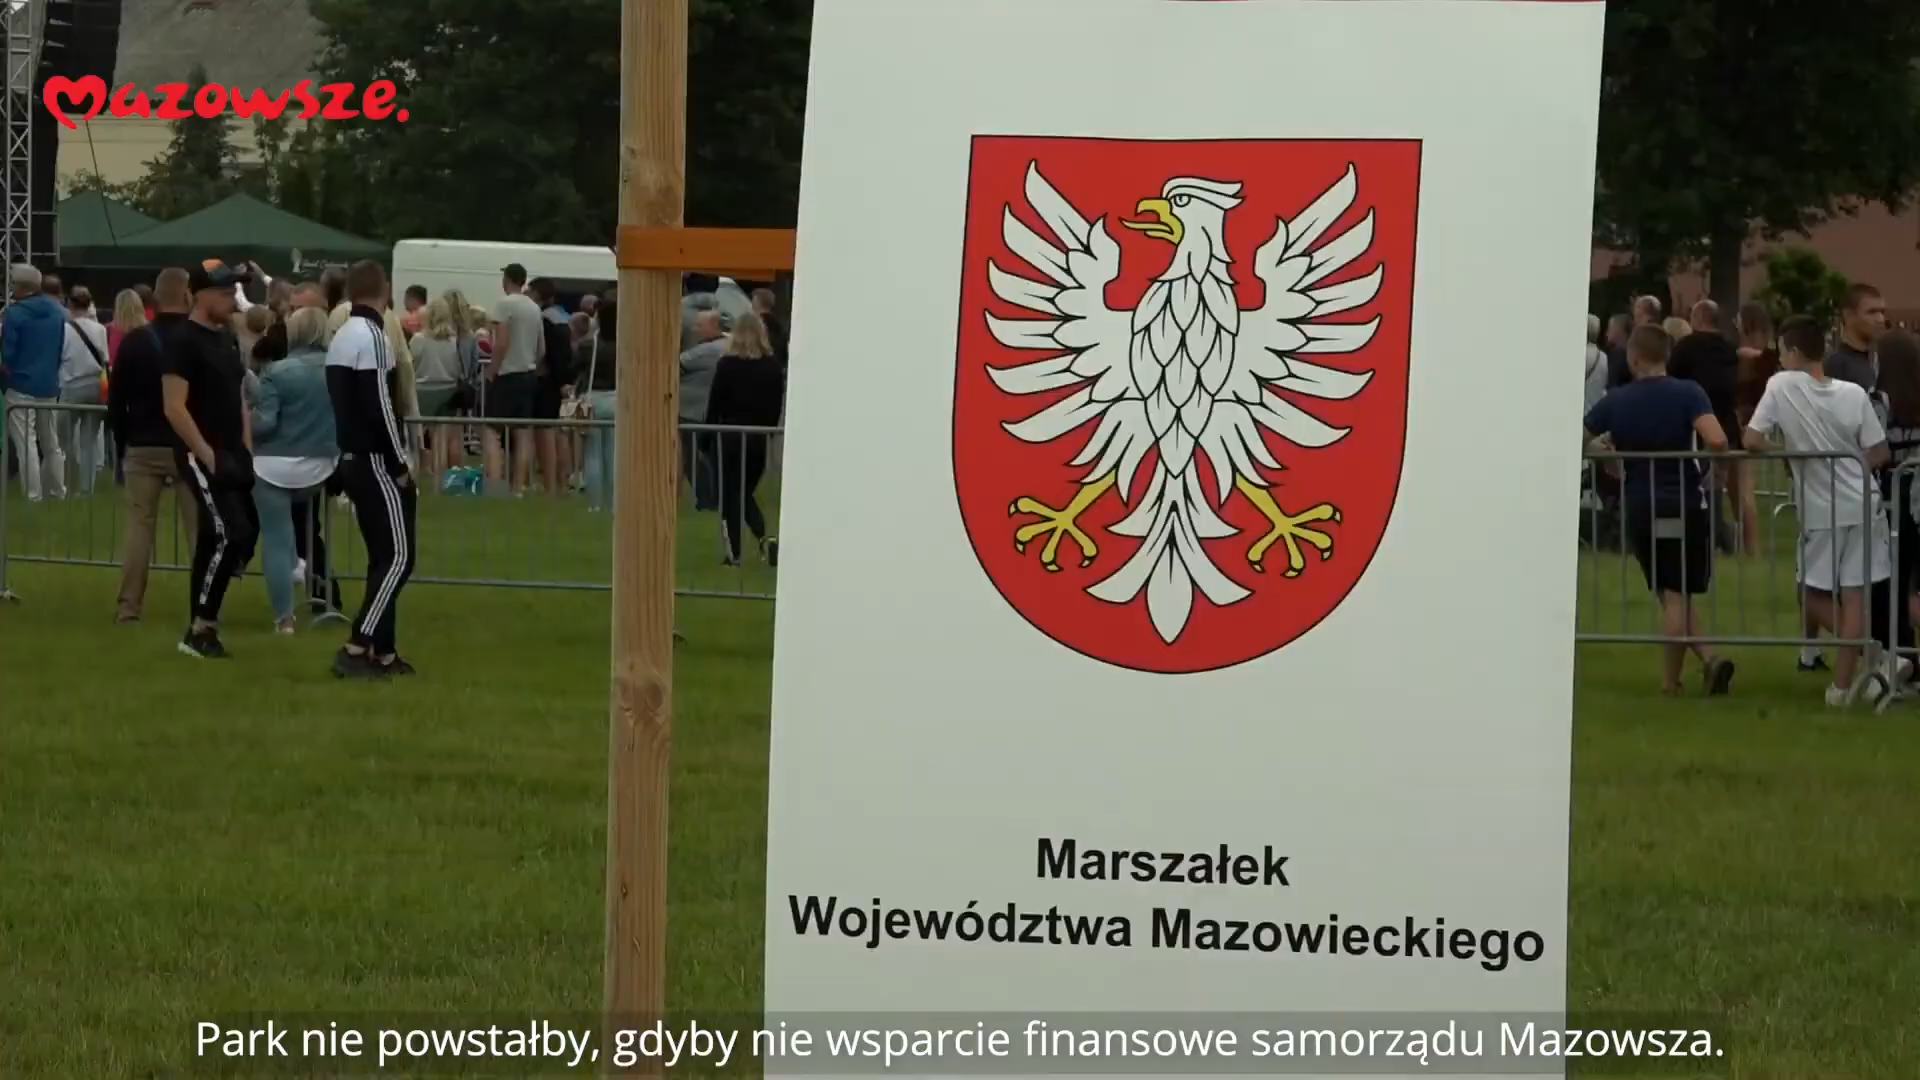 Mazowsze.
Marszałek
Województwa Mazowieckiego
Park nie powstałby, gdyby nie wsparcie finansowe samorządu Mazowsza.